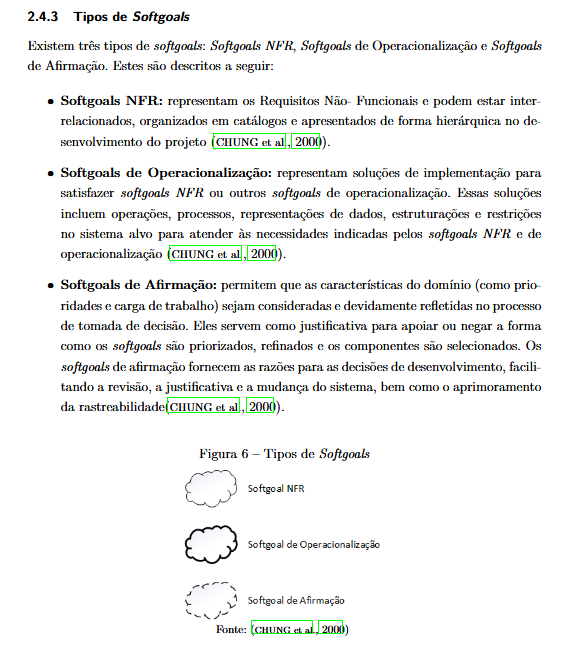 2.4.3 Tipos de Softgoals
Existem três tipos de softgoals: Softgoals NFR, Softgoals de Operacionalização e Softgoals
de Afirmação. Estes são descritos a seguir:
• Softgoals NFR: representam os Requisitos Não- Funcionais e podem estar inter-
relacionados, organizados em catálogos e apresentados de forma hierárquica no de-
senvolvimento do projeto (CHUNG et al., 2000).
• Softgoals de Operacionalização: representam soluções de implementação para
satisfazer softgoals NFR ou outros softgoals de operacionalização. Essas soluções
incluem operações, processos, representações de dados, estruturações e restrições
no sistema alvo para atender às necessidades indicadas pelos softgoals NFR e de
operacionalização (CHUNG et al., 2000).
• Softgoals de Afirmação: permitem que as características do domínio (como prio-
ridades e carga de trabalho) sejam consideradas e devidamente refletidas no processo
de tomada de decisão. Eles servem como justificativa para apoiar ou negar a forma
como os softgoals são priorizados, refinados e os componentes são selecionados. Os
softgoals de afirmação fornecem as razões para as decisões de desenvolvimento, facili-
tando a revisão, a justificativa e a mudança do sistema, bem como o aprimoramento
da rastreabilidade(CHUNG et al., 2000).
Figura 6 – Tipos de Softgoals
Softgoal NFR
Softgoal de Operacionalização
Softgoal de Afirmação
Fonte: (CHUNG et al., 2000)